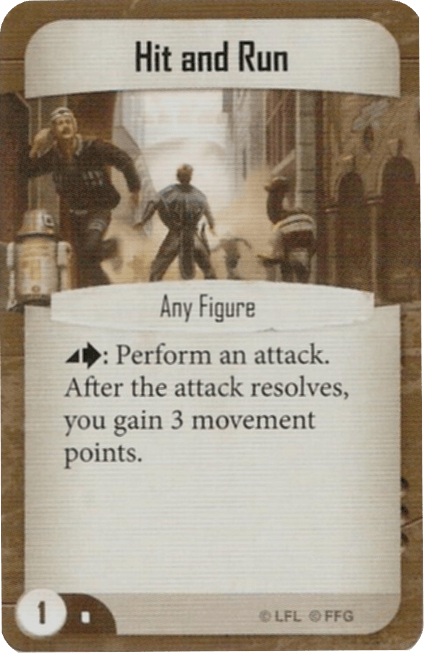 Hit and Run
Any Figure
: Perform an attack.
After the attack resolves,
you gain 3 movement
points.
1
© LFL © FFG